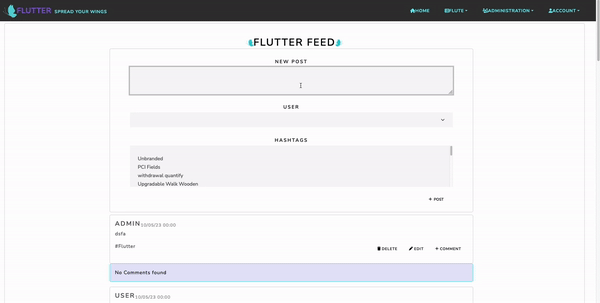 FLUTTER SPREAD YOUR WINGS
HOME
FLUTE
ADMINISTRATION
ACCOUNT
FLUTTER FEED
NEW POST
USER
HASHTAGS
Unbranded
PCI Fields
withdrawal quantify
Upgradable Walk Wooden
+ POST
ADMIN 10/05/23 00:00
dsfa
#Flutter
DELETE
EDIT
+ COMMENT
No Comments found
USER 10/05/23 00:00